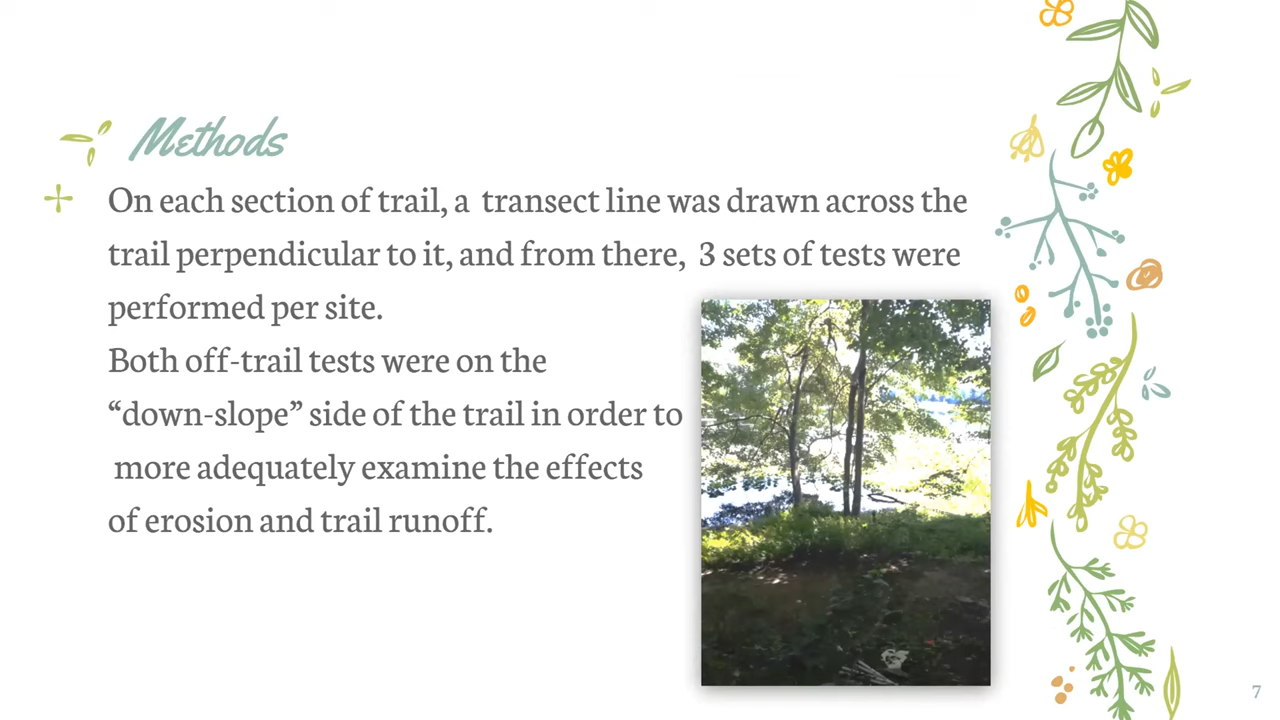 Methods
On each section of trail, a  transect line was drawn across the
trail perpendicular to it, and from there,  3 sets of tests were
performed per site.
Both off-trail tests were on the
“down-slope” side of the trail in order to
more adequately examine the effects
of erosion and trail runoff.
7